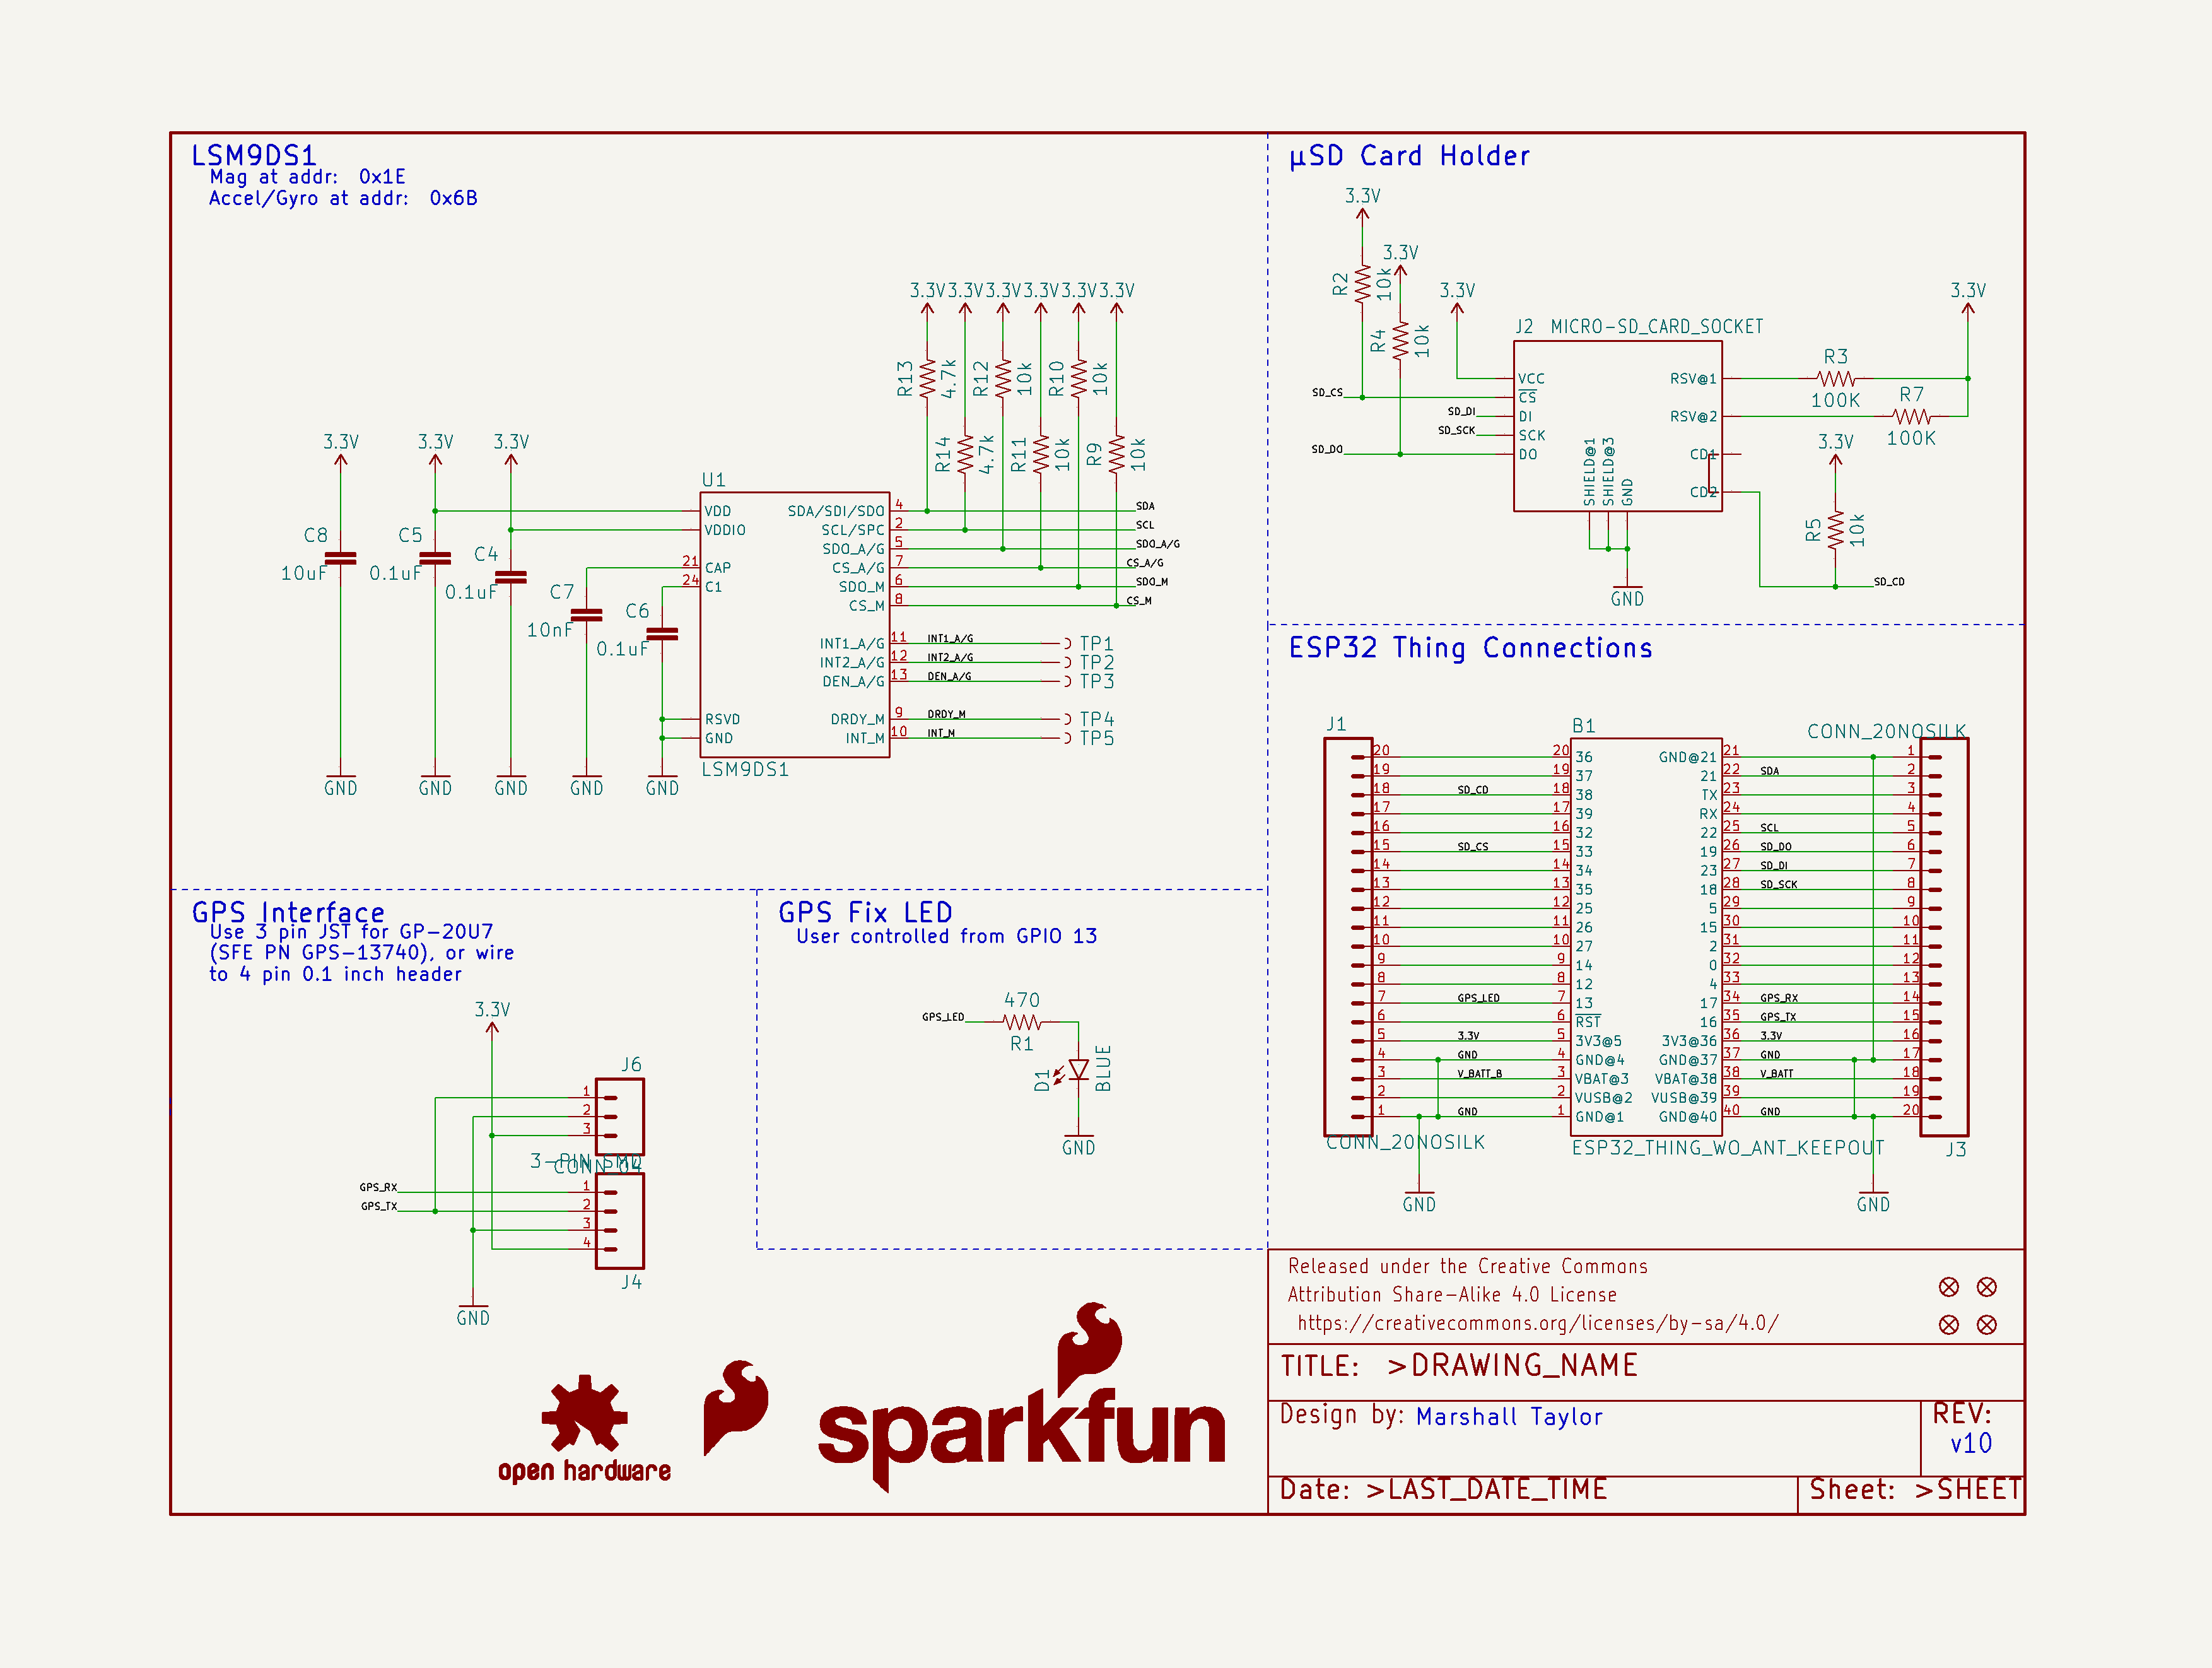 LSM9DS1
Mag at addr:  0x1E
Accel/Gyro at addr:  0x6B
3.3V 3.3V 3.3V 3.3V 3.3V 3.3V
R13 4.7k R12 10k R10 10k
R14 4.7k R11 10k R9 10k
3.3V 3.3V 3.3V
C8 10uF
C5 0.1uF
C4 0.1uF
C7 10nF
C6 0.1uF
GND GND GND GND GND
U1
VDD
VDDIO
21 CAP
24 C1
RSVD
GND
SDA/SDI/SDO 4 SDA
SCL/SPC 2 SCL
SDO_A/G 5 SDO_A/G
CS_A/G 7 CS_A/G
SDO_M 6 SDO_M
CS_M 8 CS_M
INT1_A/G 11 INT1_A/G TP1
INT2_A/G 12 INT2_A/G TP2
DEN_A/G 13 DEN_A/G TP3
DRDY_M 9 DRDY_M TP4
INT_M 10 INT_M TP5
LSM9DS1
µSD Card Holder
3.3V
R2 10k
3.3V
R4 10k
3.3V
3.3V
J2 MICRO-SD_CARD_SOCKET
SD_CS
SD_DI
SD_SCK
SD_DO
VCC
CS
DI
SCK
DO
SHIELD@1
SHIELD@3
GND
RSV@1
RSV@2
CD1
CD2
R3
100K
R7
100K
3.3V
R5 10k
SD_CD
GND
ESP32 Thing Connections
J1
B1
CONN_20NOSILK
20 20 36 GND@21 21 1
19 19 37 21 22 SDA 2
18 SD_CD 18 38 TX 23 3
17 17 39 RX 24 4
16 16 32 22 25 SCL 5
15 SD_CS 15 33 19 26 SD_DO 6
14 14 34 23 27 SD_DI 7
13 13 35 18 28 SD_SCK 8
12 12 25 5 29 9
11 11 26 15 30 10
10 10 27 2 31 11
9 9 14 0 32 12
8 8 12 4 33 13
7 GPS_LED 7 13 17 34 GPS_RX 14
6 6 RST 16 35 GPS_TX 15
5 3.3V 5 3V3@5 3V3@36 36 3.3V 16
4 GND 4 GND@4 GND@37 37 GND 17
3 V_BATT_B 3 VBAT@3 VBAT@38 38 V_BATT 18
2 2 VUSB@2 VUSB@39 39 19
1 GND 1 GND@1 GND@40 40 GND 20
CONN_20NOSILK
ESP32_THING_WO_ANT_KEEPOUT
J3
GND
GND
GPS Interface
Use 3 pin JST for GP-20U7
(SFE PN GPS-13740), or wire
to 4 pin 0.1 inch header
3.3V
J6
1
2
3
3-PIN_SMD
CONN_04
GPS_RX 1
GPS_TX 2
3
4
J4
GND
GPS Fix LED
User controlled from GPIO 13
GPS_LED
470
R1
D1
BLUE
GND
open hardware
sparkfun
Released under the Creative Commons
Attribution Share-Alike 4.0 License
https://creativecommons.org/licenses/by-sa/4.0/
TITLE: >DRAWING_NAME
Design by: Marshall Taylor
REV:
v10
Date: >LAST_DATE_TIME
Sheet: >SHEET